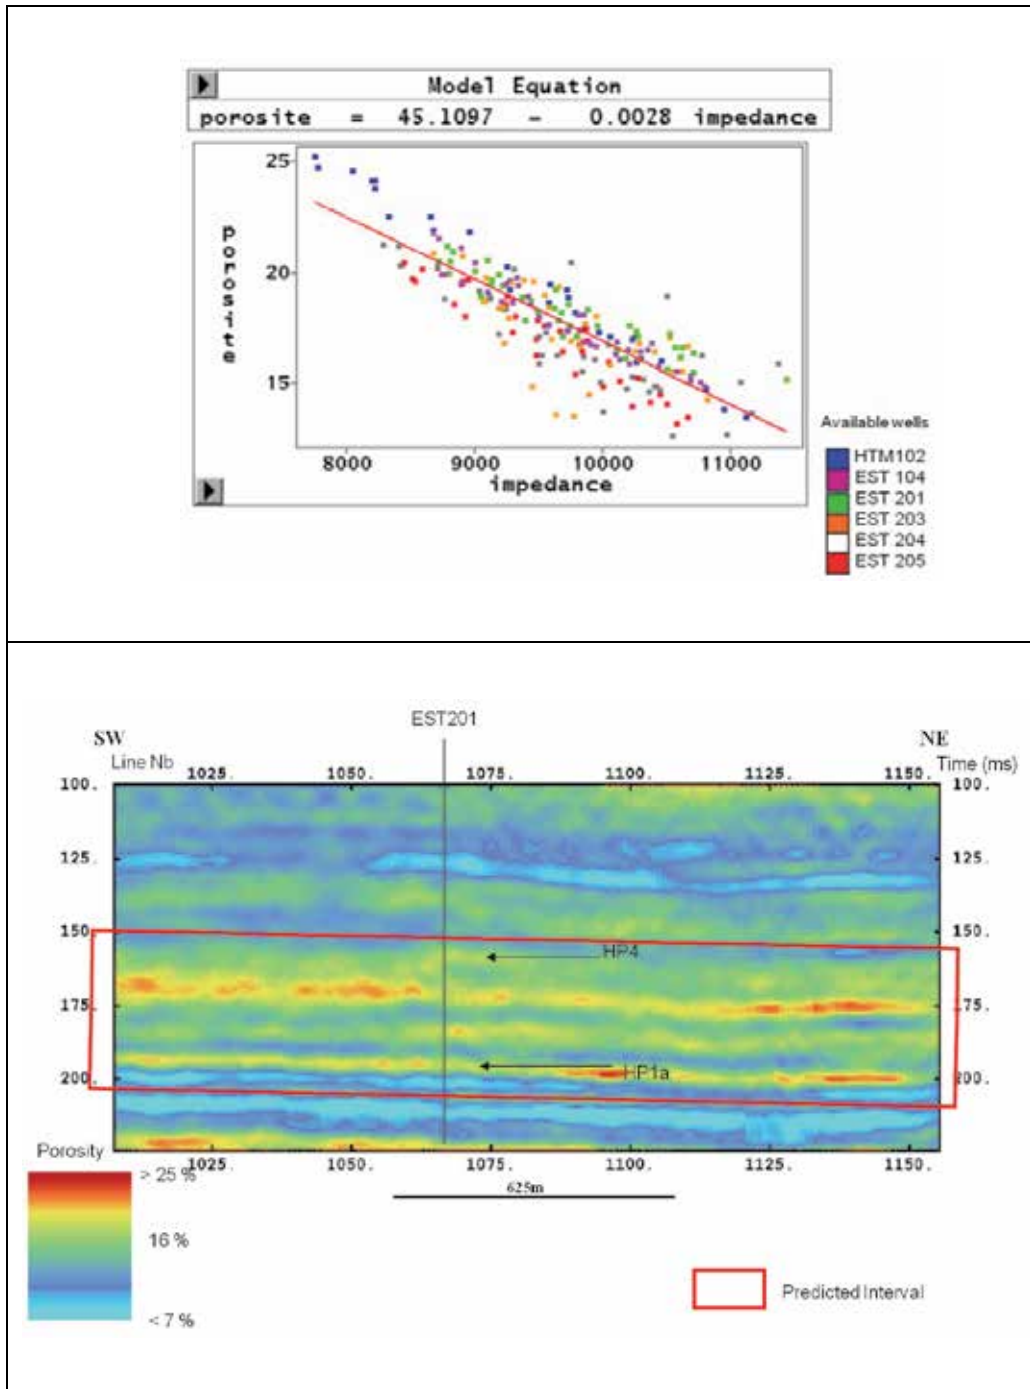 Model Equation
porosite = 45.1097 - 0.0028 impedance
25
20
15
porosite
8000 9000 10000 11000
impedance
Available wells
HTM102
EST 104
EST 201
EST 203
EST 204
EST 205
EST201
SW NE
Line Nb 1025. 1050. 1075. 1100. 1125. 1150. Time (ms)
100. 100.
125. 125.
150. 150.
HP4
175. 175.
HP1a
200. 200.
1025. 1050. 1075. 1100. 1125. 1150.
625m
Porosity
> 25 %
16 %
< 7 %
Predicted Interval